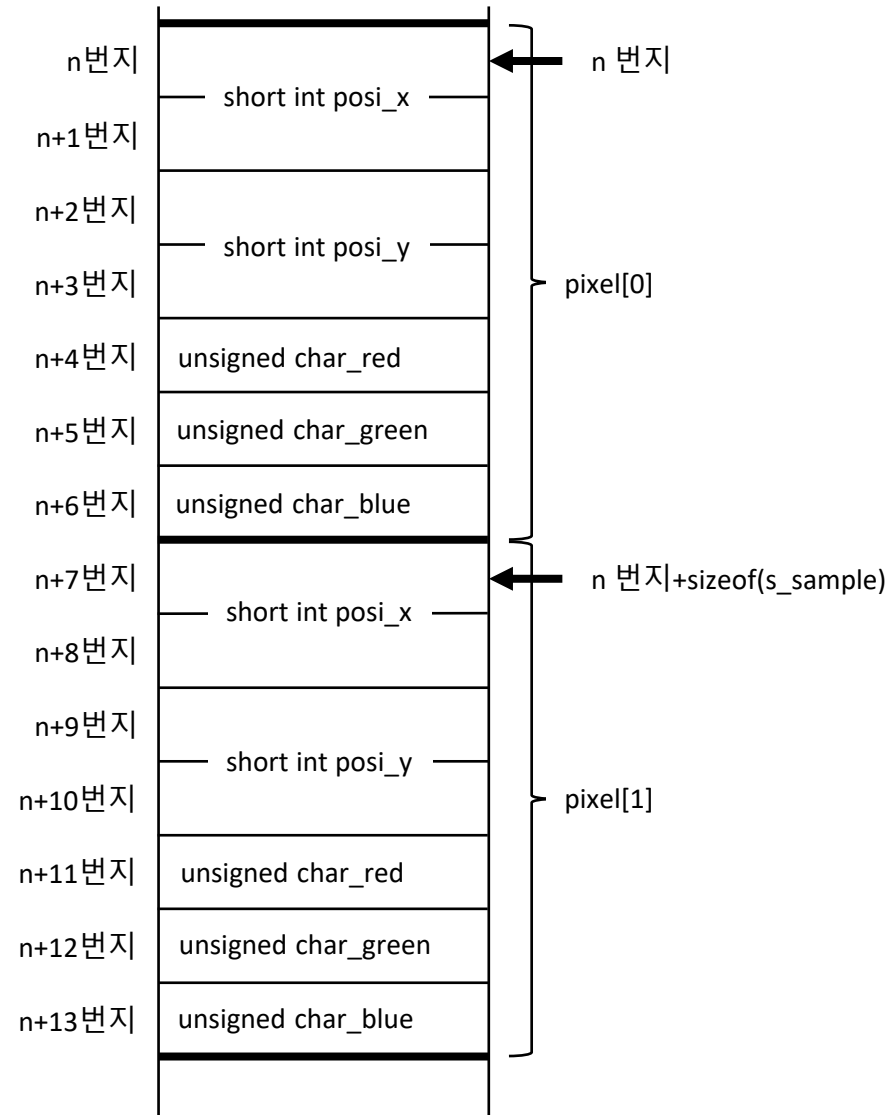 n번지
n 번지
short int posi_x
n+1번지
n+2번지
short int posi_y
n+3번지
pixel[0]
n+4번지
unsigned char_red
n+5번지
unsigned char_green
n+6번지
unsigned char_blue
n+7번지
n 번지+sizeof(s_sample)
short int posi_x
n+8번지
n+9번지
short int posi_y
n+10번지
pixel[1]
n+11번지
unsigned char_red
n+12번지
unsigned char_green
n+13번지
unsigned char_blue